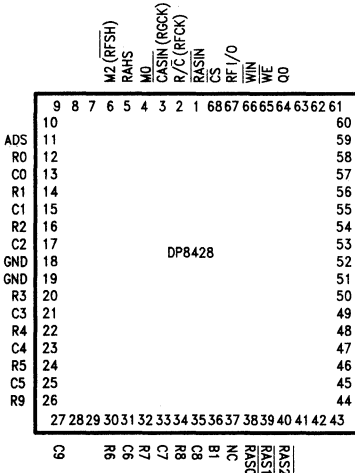 M2 (RFSH)
RAHS
M0
CASIN (RGCK)
R/C (RFCK)
RASIN
CS
RF I/O
WIN
WE
Q0
9 8 7 6 5 4 3 2 1 68 67 66 65 64 63 62 61
10 60
ADS 11 59
R0 12 58
C0 13 57
R1 14 56
C1 15 55
R2 16 54
C2 17 53
DP8428
GND 18 52
GND 19 51
R3 20 50
C3 21 49
R4 22 48
C4 23 47
R5 24 46
C5 25 45
R9 26 44
27 28 29 30 31 32 33 34 35 36 37 38 39 40 41 42 43
C9
R6
C6
R7
C7
R8
C8
B1
NC
RAS0
RAS1
RAS2